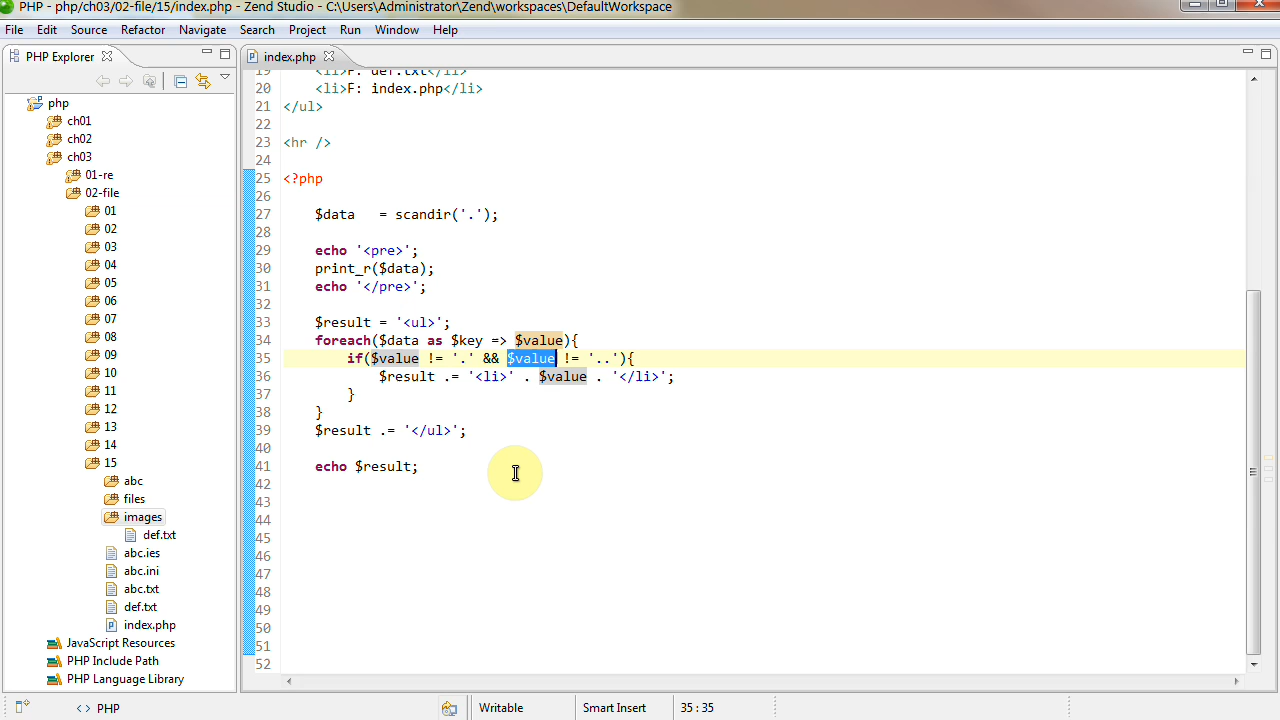 PHP - php/ch03/02-file/15/index.php - Zend Studio - C:\Users\Administrator\Zend\workspaces\DefaultWorkspace
File Edit Source Refactor Navigate Search Project Run Window Help
PHP Explorer
index.php
php
ch01
ch02
ch03
01-re
02-file
01
02
03
04
05
06
07
08
09
10
11
12
13
14
15
abc
files
images
def.txt
abc.ies
abc.ini
abc.txt
def.txt
index.php
JavaScript Resources
PHP Include Path
PHP Language Library
19 <li>F: def.txt</li>
20 <li>F: index.php</li>
21 </ul>
22
23 <hr />
24
25 <?php
26
27 $data = scandir('.');
28
29 echo '<pre>';
30 print_r($data);
31 echo '</pre>';
32
33 $result = '<ul>';
34 foreach($data as $key => $value){
35 if($value != '.' && $value != '..'){
36 $result .= '<li>' . $value . '</li>';
37 }
38 }
39 $result .= '</ul>';
40
41 echo $result;
42
43
44
45
46
47
48
49
50
51
52
<> PHP
Writable
Smart Insert
35 : 35